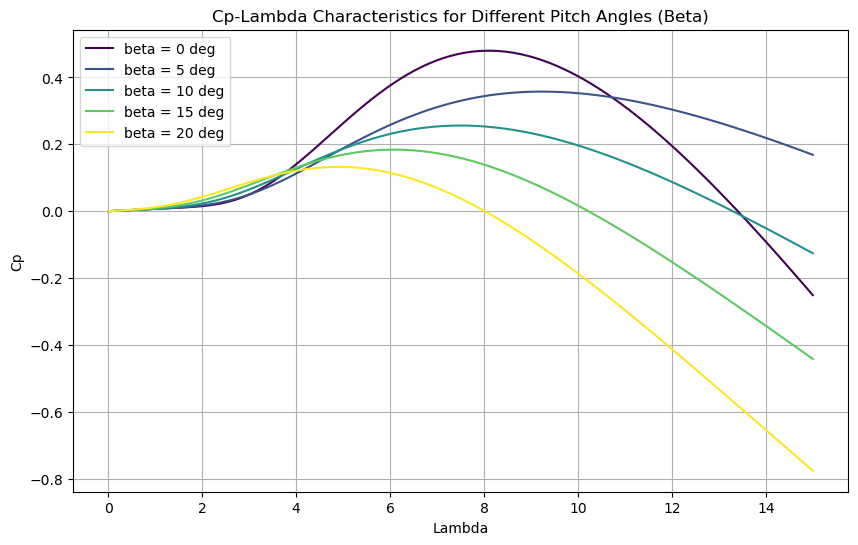 Cp-Lambda Characteristics for Different Pitch Angles (Beta)
beta = 0 deg
beta = 5 deg
beta = 10 deg
beta = 15 deg
beta = 20 deg
0.4
0.2
0.0
−0.2
−0.4
−0.6
−0.8
Cp
0 2 4 6 8 10 12 14
Lambda